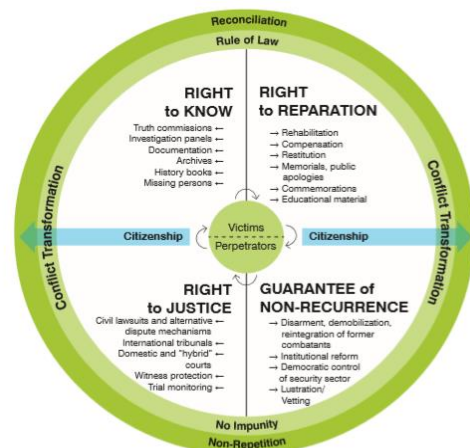 Reconciliation
Rule of Law
RIGHT
to KNOW
Truth commissions ←
Investigation panels ←
Documentation ←
Archives ←
History books ←
Missing persons ←
RIGHT
to REPARATION
→ Rehabilitation
→ Compensation
→ Restitution
→ Memorials, public
apologies
→ Commemorations
→ Educational material
Conflict Transformation
Citizenship
Victims
Perpetrators
Citizenship
Conflict Transformation
RIGHT
to JUSTICE
Civil lawsuits and alternative ←
dispute mechanisms
International tribunals ←
Domestic and "hybrid" ←
courts
Witness protection ←
Trial monitoring ←
GUARANTEE of
NON-RECURRENCE
→ Disarment, demobilization,
reintegration of former
combatants
→ Institutional reform
→ Democratic control
of security sector
→ Lustration/
Vetting
No Impunity
Non-Repetition